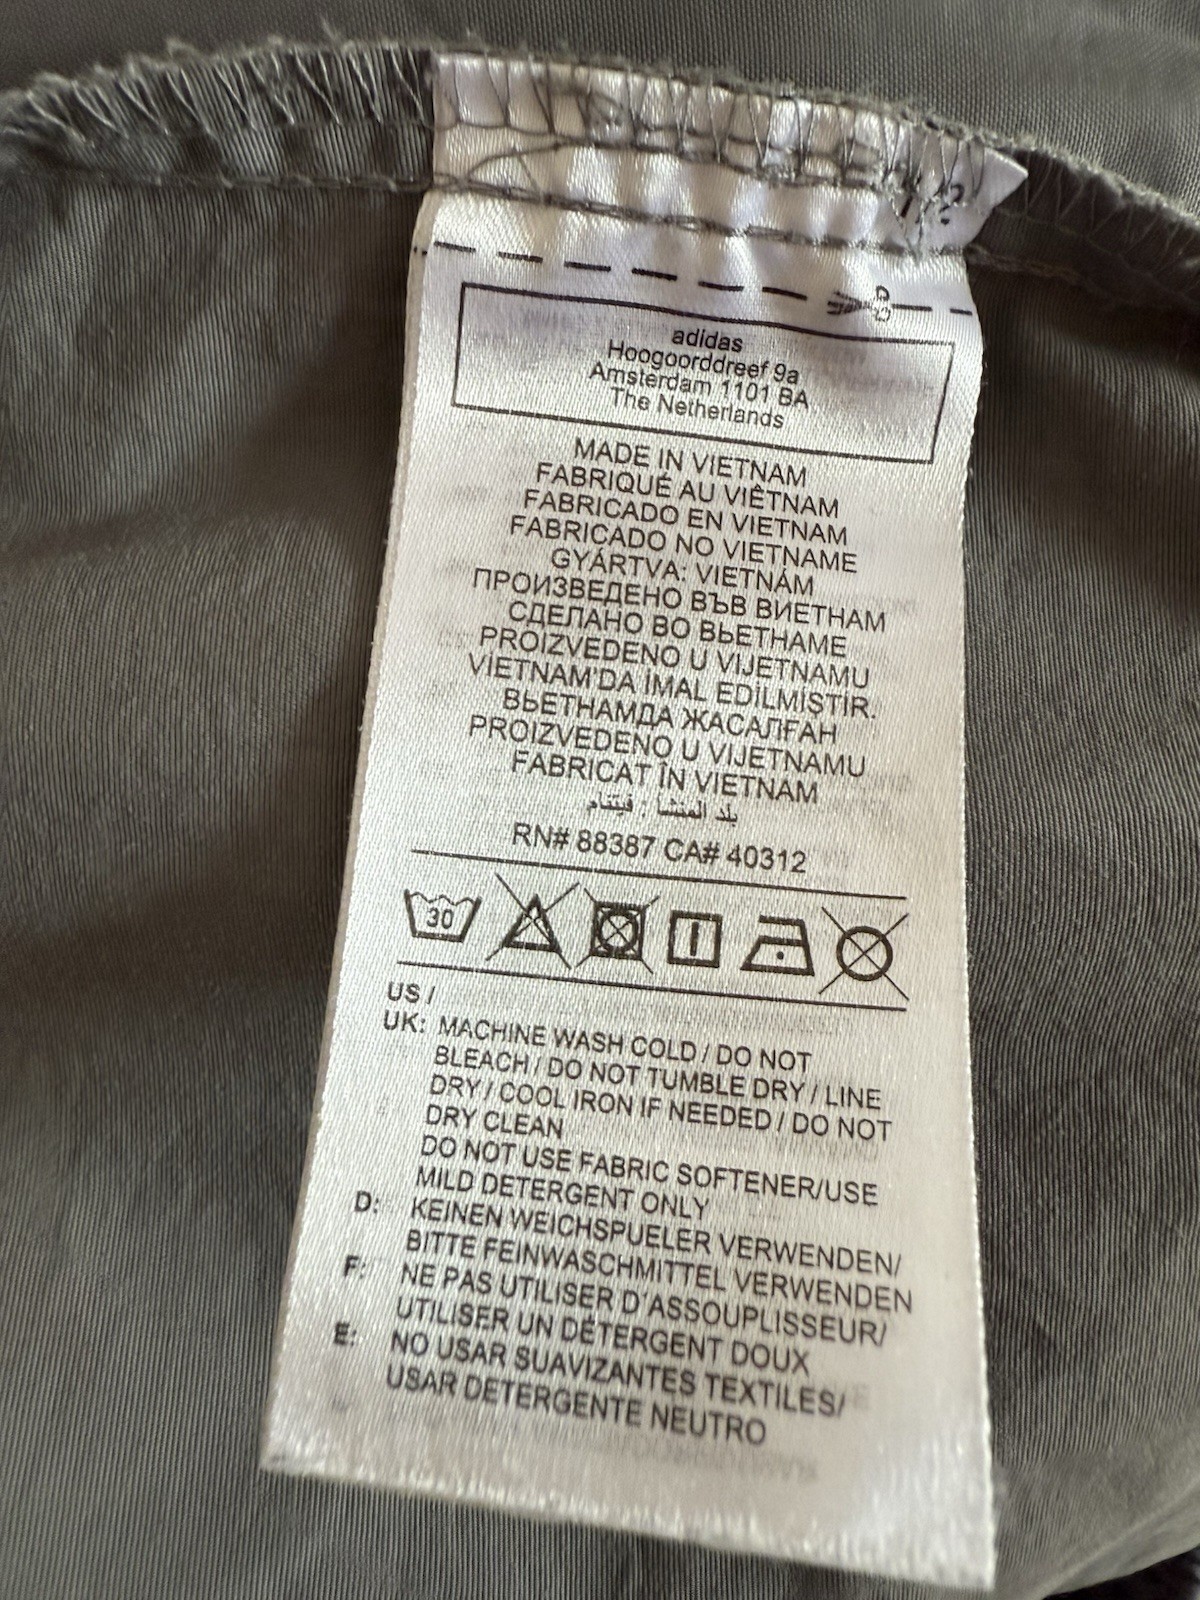 adidas
Hoogoorddreef 9a
Amsterdam 1101 BA
The Netherlands
MADE IN VIETNAM
FABRIQUÉ AU VIÊTNAM
FABRICADO EN VIETNAM
FABRICADO NO VIETNAME
GYÁRTVA: VIETNÁM
ПРОИЗВЕДЕНО ВЪВ ВИЕТНАМ
СДЕЛАНО ВО ВЬЕТНАМЕ
PROIZVEDENO U VIJETNAMU
VİETNAM'DA İMAL EDİLMİŞTİR.
ВЬЕТНАМДА ЖАСАЛҒАН
PROIZVEDENO U VIJETNAMU
FABRICAT ÎN VIETNAM
بلد المنشأ : فيتنام
RN# 88387 CA# 40312
30
US /
UK: MACHINE WASH COLD / DO NOT
BLEACH / DO NOT TUMBLE DRY / LINE
DRY / COOL IRON IF NEEDED / DO NOT
DRY CLEAN
DO NOT USE FABRIC SOFTENER/USE
MILD DETERGENT ONLY
D: KEINEN WEICHSPUELER VERWENDEN/
BITTE FEINWASCHMITTEL VERWENDEN
F: NE PAS UTILISER D'ASSOUPLISSEUR/
UTILISER UN DÉTERGENT DOUX
E: NO USAR SUAVIZANTES TEXTILES/
USAR DETERGENTE NEUTRO